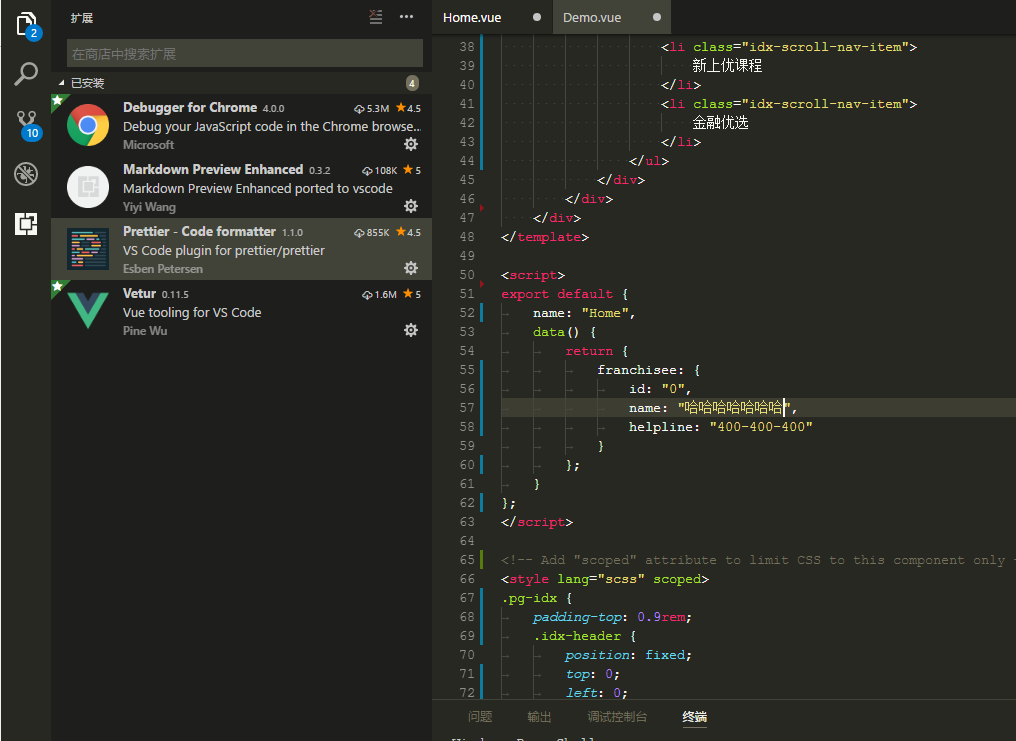 2
10
扩展
在商店中搜索扩展
已安装 4
Debugger for Chrome 4.0.0 5.3M 4.5
Debug your JavaScript code in the Chrome browse...
Microsoft
Markdown Preview Enhanced 0.3.2 108K 5
Markdown Preview Enhanced ported to vscode
Yiyi Wang
Prettier - Code formatter 1.1.0 855K 4.5
VS Code plugin for prettier/prettier
Esben Petersen
Vetur 0.11.5 1.6M 5
Vue tooling for VS Code
Pine Wu
Home.vue Demo.vue
38 <li class="idx-scroll-nav-item">
39 新上优课程
40 </li>
41 <li class="idx-scroll-nav-item">
42 金融优选
43 </li>
44 </ul>
45 </div>
46 </div>
47 </div>
48 </template>
49
50 <script>
51 export default {
52 name: "Home",
53 data() {
54 return {
55 franchisee: {
56 id: "0",
57 name: "哈哈哈哈哈哈哈",
58 helpline: "400-400-400"
59 }
60 };
61 }
62 };
63 </script>
64
65 <!-- Add "scoped" attribute to limit CSS to this component only
66 <style lang="scss" scoped>
67 .pg-idx {
68 padding-top: 0.9rem;
69 .idx-header {
70 position: fixed;
71 top: 0;
72 left: 0;
问题 输出 调试控制台 终端